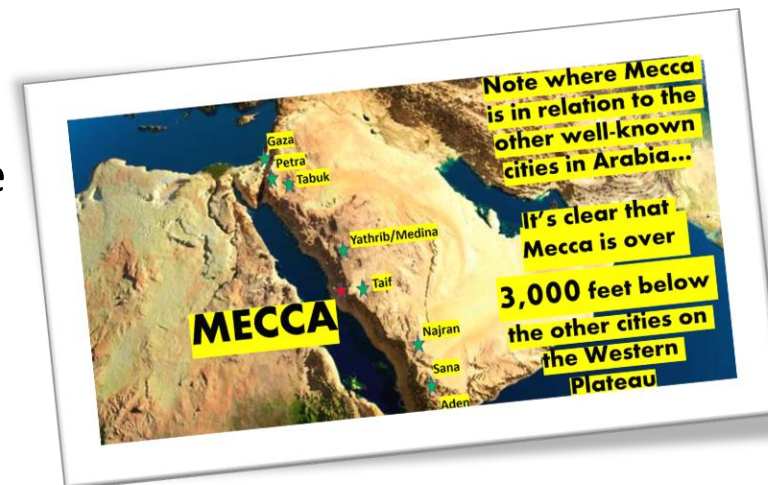 e
Gaza
Petra
Tabuk
Yathrib/Medina
Taif
MECCA
Najran
Sana
Aden
Note where Mecca
is in relation to the
other well-known
cities in Arabia...
It's clear that
Mecca is over
3,000 feet below
the other cities on
the Western
Plateau